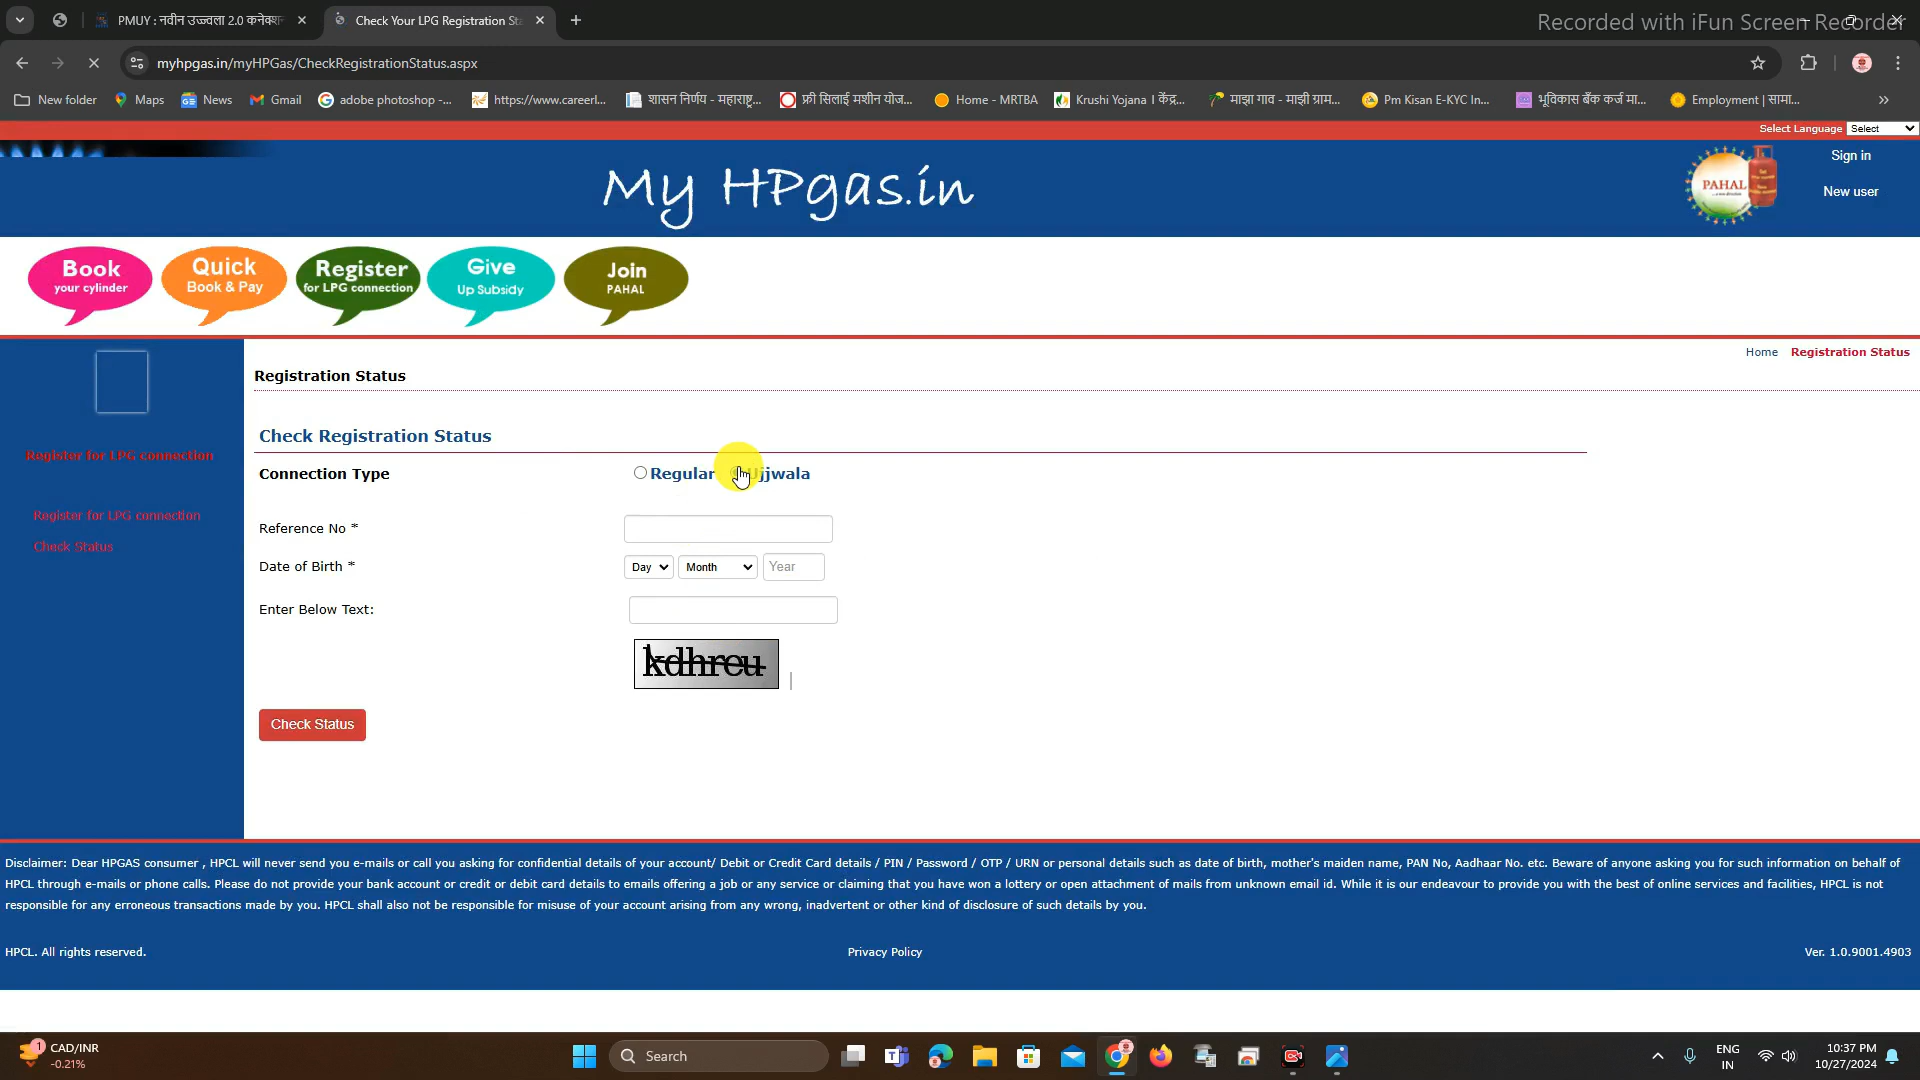 Recorded with iFun Screen Recorder
PMUY : नवीन उज्ज्वला 2.0 कनेक्शन
Check Your LPG Registration Sta
myhpgas.in/myHPGas/CheckRegistrationStatus.aspx
New folder
Maps
News
Gmail
adobe photoshop -...
https://www.careerl...
शासन निर्णय - महाराष्ट्र...
फ्री सिलाई मशीन योज...
Home - MRTBA
Krushi Yojana । केंद्र...
माझा गाव - माझी ग्राम...
Pm Kisan E-KYC In...
भूविकास बँक कर्ज मा...
Employment | सामा...
Select Language Select
My HPgas.in
PAHAL
Sign in
New user
Book
your cylinder
Quick
Book & Pay
Register
for LPG connection
Give
Up Subsidy
Join
PAHAL
Home Registration Status
Registration Status
Register for LPG connection
Register for LPG connection
Check Status
Check Registration Status
Connection Type
Regular
Ujjwala
Reference No *
Date of Birth *
Day
Month
Year
Enter Below Text:
kdhreu
Check Status
Disclaimer: Dear HPGAS consumer , HPCL will never send you e-mails or call you asking for confidential details of your account/ Debit or Credit Card details / PIN / Password / OTP / URN or personal details such as date of birth, mother's maiden name, PAN No, Aadhaar No. etc. Beware of anyone asking you for such information on behalf of
HPCL through e-mails or phone calls. Please do not provide your bank account or credit or debit card details to emails offering a job or any service or claiming that you have won a lottery or open attachment of mails from unknown email id. While it is our endeavour to provide you with the best of online services and facilities, HPCL is not
responsible for any erroneous transactions made by you. HPCL shall also not be responsible for misuse of your account arising from any wrong, inadvertent or other kind of disclosure of such details by you.
HPCL. All rights reserved.
Privacy Policy
Ver. 1.0.9001.4903
1
CAD/INR
-0.21%
Search
ENG
IN
10:37 PM
10/27/2024